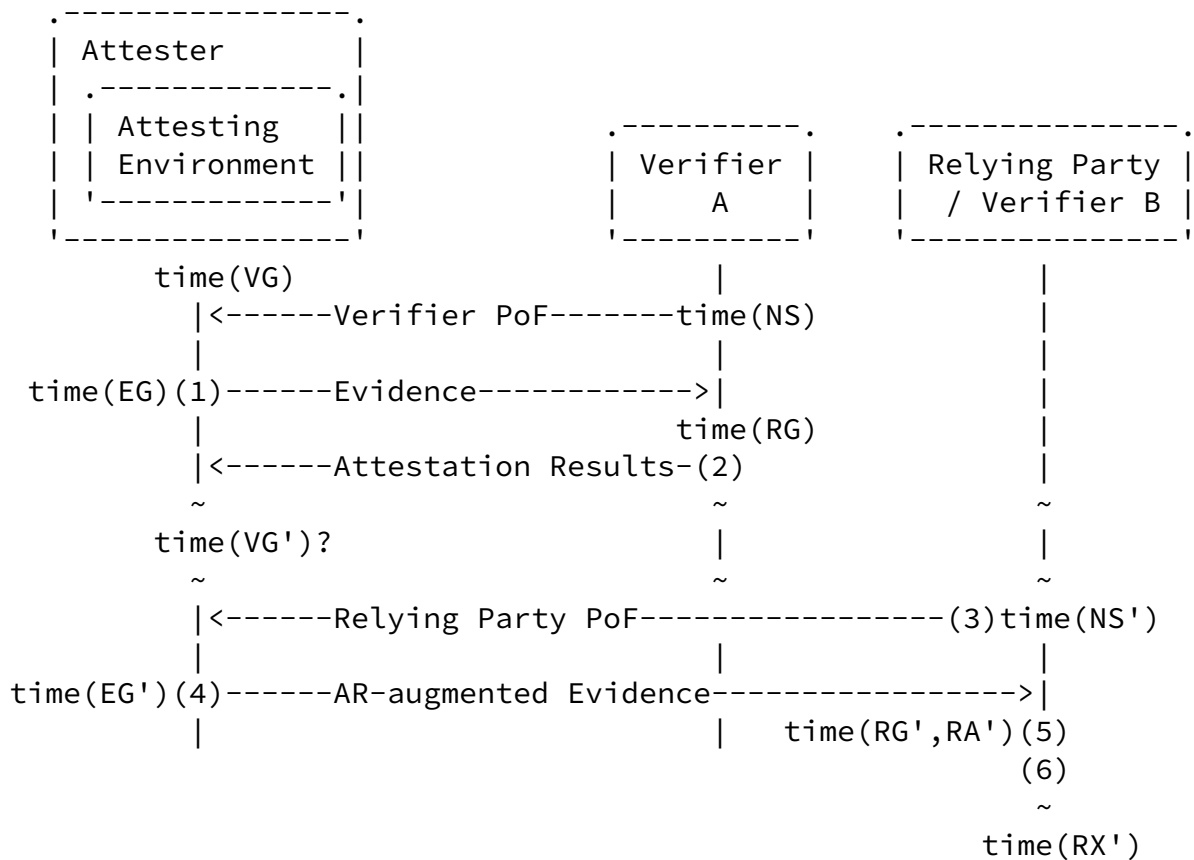 .----------------.
| Attester       |
| .-------------.|
| | Attesting   ||             .----------.    .---------------.
| | Environment ||             | Verifier |    | Relying Party |
| '-------------'|             |     A    |    |  / Verifier B |
'----------------'             '----------'    '---------------'
      time(VG)                       |                 |
        |<------Verifier PoF-------time(NS)            |
        |                            |                 |
time(EG)(1)------Evidence------------>|                 |
        |                          time(RG)            |
        |<------Attestation Results-(2)                |
        ~                            ~                 ~
      time(VG')?                     |                 |
        ~                            ~                 ~
        |<------Relying Party PoF-----------------(3)time(NS')
        |                            |                 |
time(EG')(4)------AR-augmented Evidence----------------->|
        |                            |   time(RG',RA')(5)
                                                      (6)
                                                       ~
                                                    time(RX')